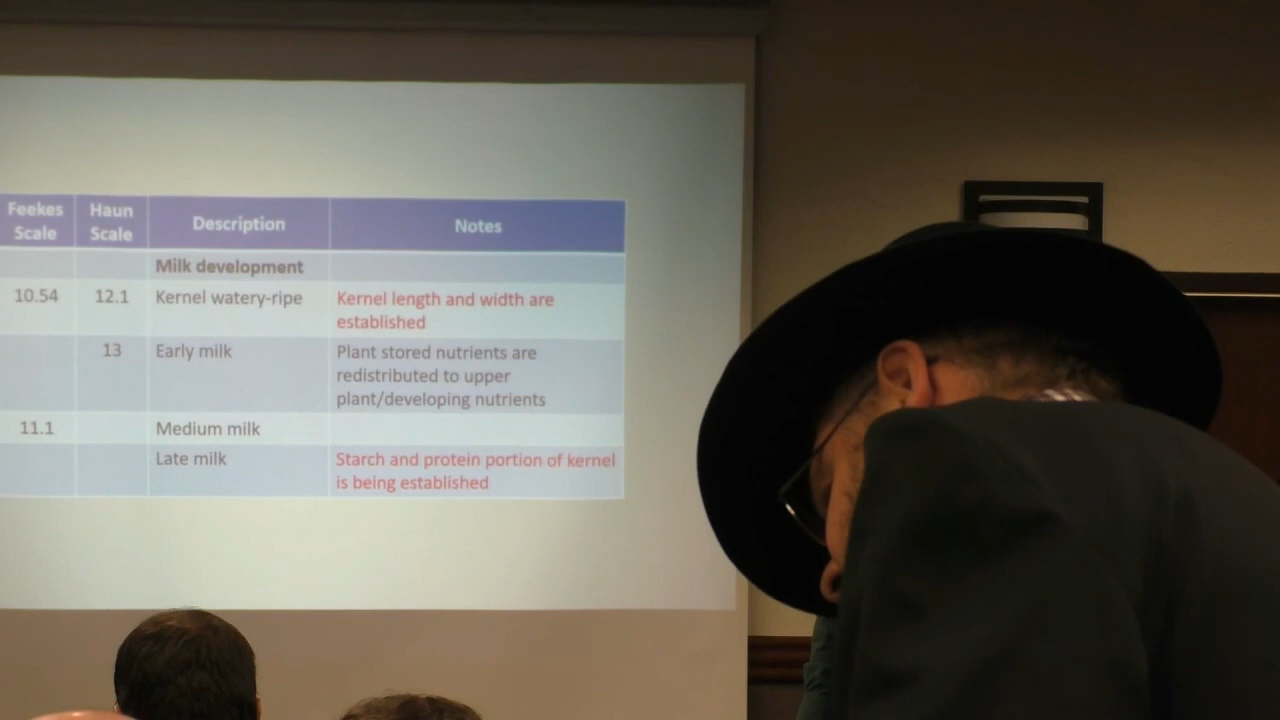 Feekes Scale Haun Scale Description Notes
Milk development
10.54 12.1 Kernel watery-ripe Kernel length and width are
established
13 Early milk Plant stored nutrients are
redistributed to upper
plant/developing nutrients
11.1 Medium milk
Late milk Starch and protein portion of kernel
is being established